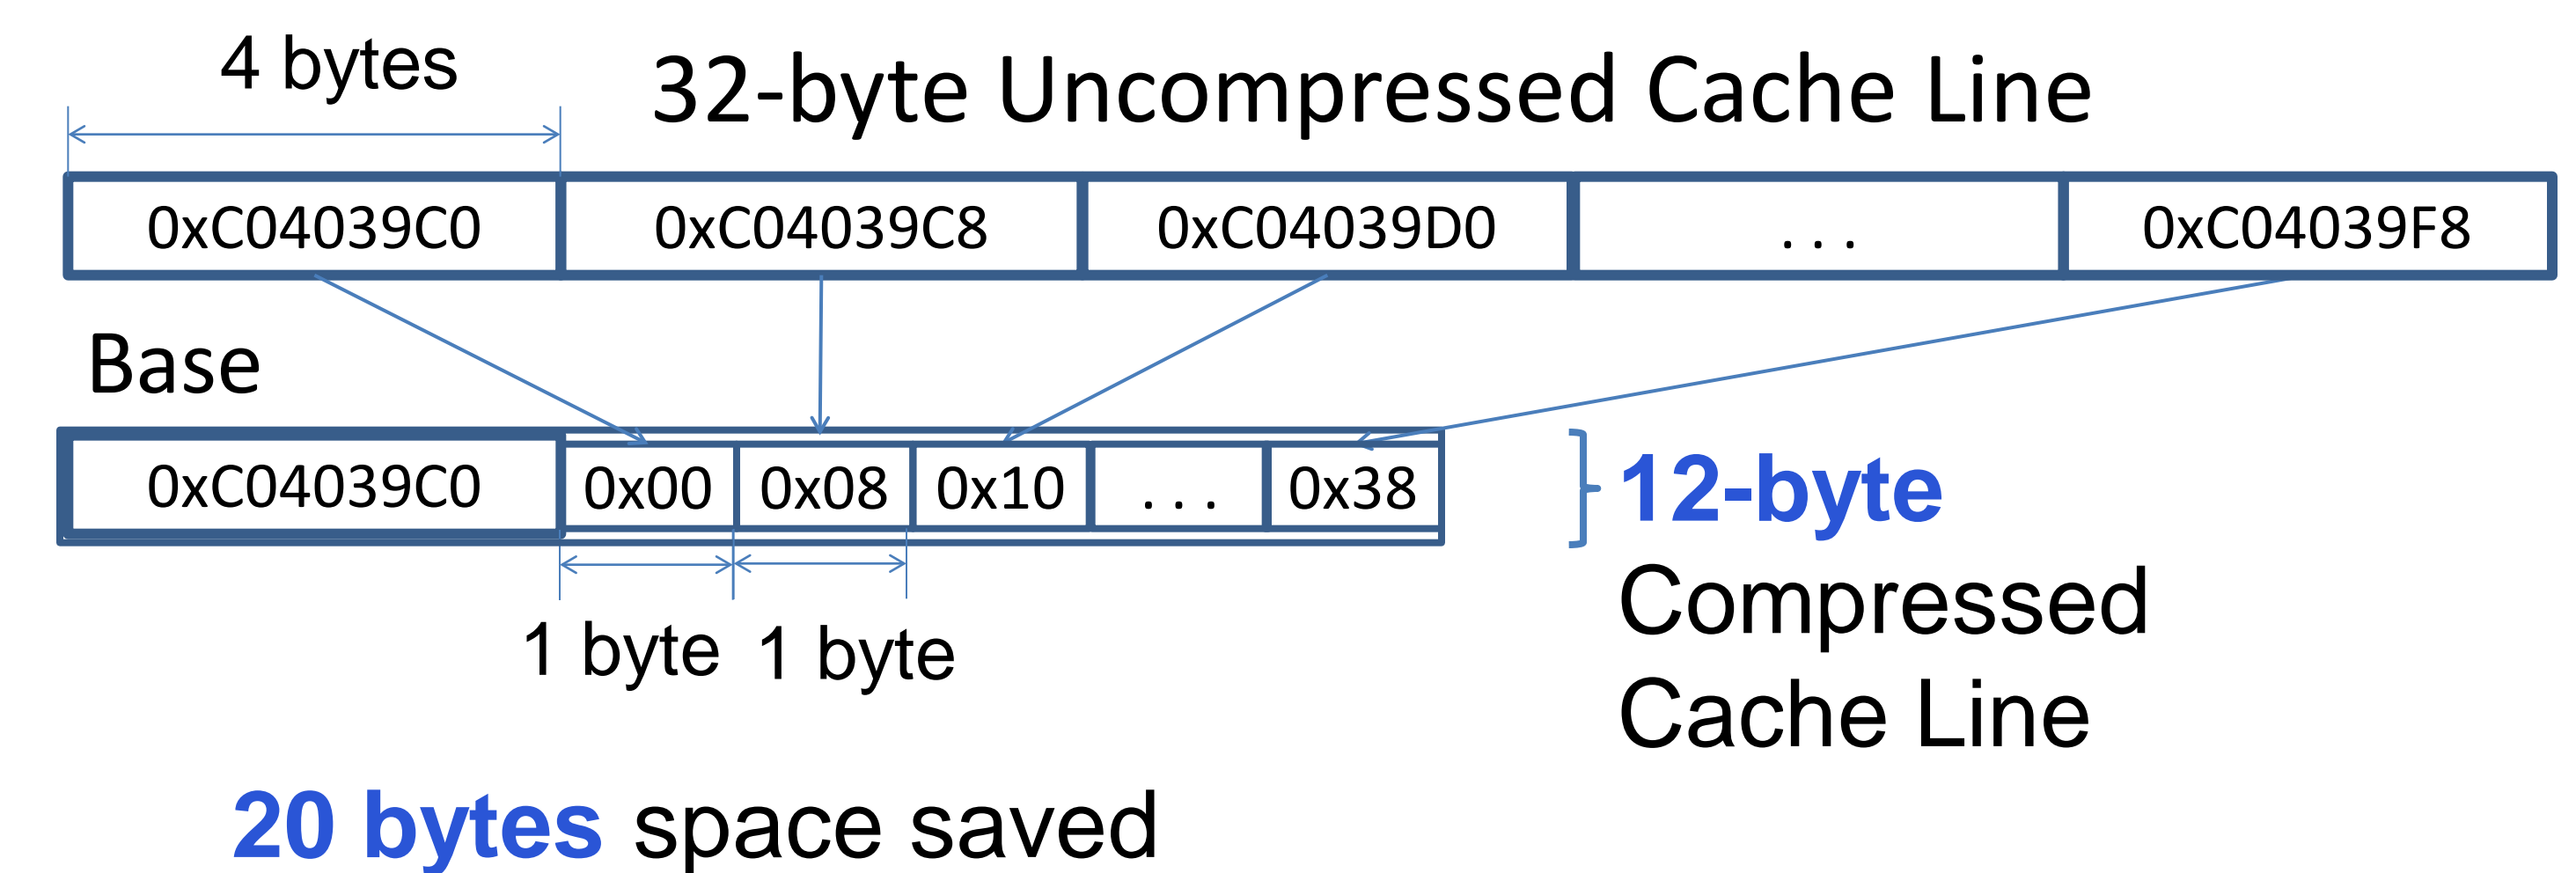 4 bytes
32-byte Uncompressed Cache Line
0xC04039C0 0xC04039C8 0xC04039D0 . . . 0xC04039F8
Base
0xC04039C0 0x00 0x08 0x10 . . . 0x38
12-byte
Compressed
Cache Line
1 byte 1 byte
20 bytes space saved